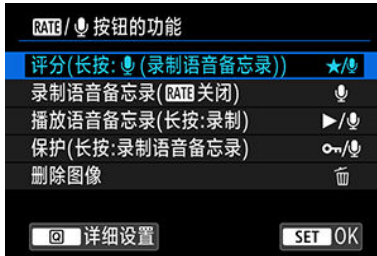 RATE/按钮的功能
评分(长按:(录制语音备忘录))
录制语音备忘录(RATE关闭)
播放语音备忘录(长按:录制)
保护(长按:录制语音备忘录)
删除图像
Q 详细设置 SET OK